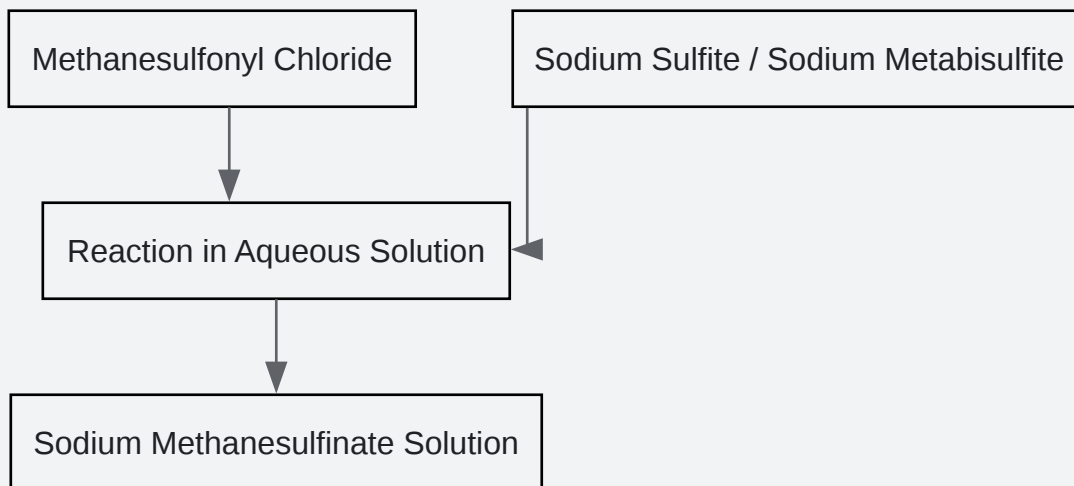 Methanesulfonyl Chloride
Sodium Sulfite / Sodium Metabisulfite
Reaction in Aqueous Solution
Sodium Methanesulfinate Solution